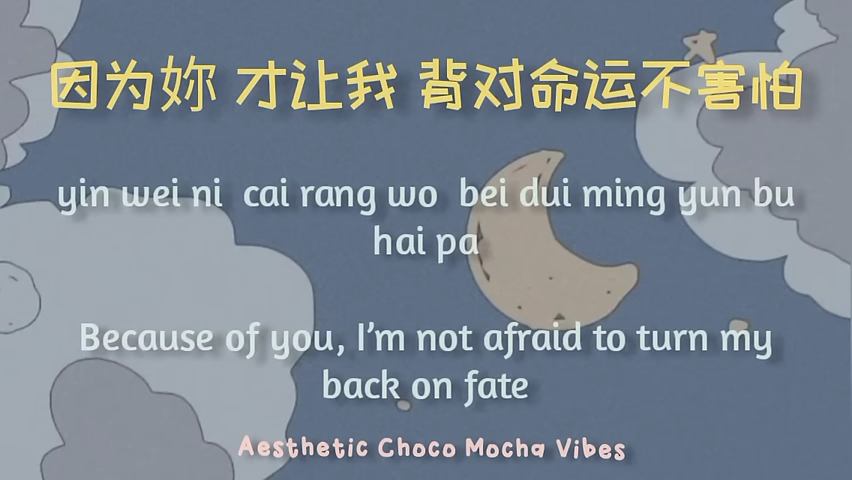 因为妳 才让我 背对命运不害怕
yin wei ni cai rang wo bei dui ming yun bu
hai pa
Because of you, I’m not afraid to turn my
back on fate
Aesthetic Choco Mocha Vibes